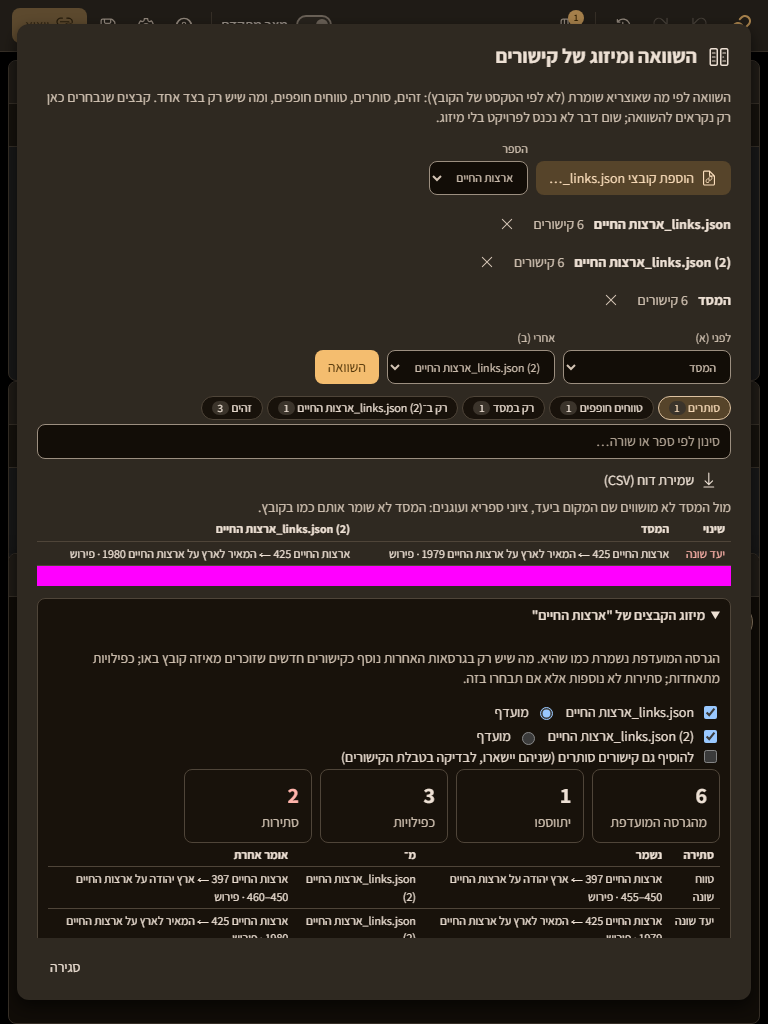 1
השוואה ומיזוג של קישורים
השוואה לפי מה שאוצריא שומרת (לא לפי הטקסט של הקובץ): זהים, סותרים, טווחים חופפים, ומה שיש רק בצד אחד. קבצים שנבחרים כאן
רק נקראים להשוואה; שום דבר לא נכנס לפרויקט בלי מיזוג.
הספר
הוספת קובצי links.json_… ארצות החיים
ארצות החיים_links.json 6 קישורים
ארצות החיים_links.json (2) 6 קישורים
המסד 6 קישורים
לפני (א) אחרי (ב)
המסד ארצות החיים_links.json (2) השוואה
סותרים 1 טווחים חופפים 1 רק במסד 1 רק ב־ארצות החיים_links.json (2) 1 זהים 3
סינון לפי ספר או שורה…
שמירת דוח (CSV)
מול המסד לא מושווים שם המקום ביעד, ציוני ספריא ועוגנים: המסד לא שומר אותם כמו בקובץ.
שינוי המסד ארצות החיים_links.json (2)
יעד שונה ארצות החיים 425 ← המאיר לארץ על ארצות החיים 1979 · פירוש ארצות החיים 425 ← המאיר לארץ על ארצות החיים 1980 · פירוש
▼ מיזוג הקבצים של "ארצות החיים"
הגרסה המועדפת נשמרת כמו שהיא. מה שיש רק בגרסאות האחרות נוסף כקישורים חדשים שזוכרים מאיזה קובץ באו; כפילויות
מתאחדות; סתירות לא נוספות אלא אם תבחרו בזה.
ארצות החיים_links.json מועדף
ארצות החיים_links.json (2) מועדף
להוסיף גם קישורים סותרים (שניהם יישארו, לבדיקה בטבלת הקישורים)
6 1 3 2
מהגרסה המועדפת יתווספו כפילויות סתירות
סתירה נשמר מ־ אומר אחרת
טווח שונה ארצות החיים 397 ← ארץ יהודה על ארצות החיים 450–455 · פירוש ארצות החיים_links.json (2) ארצות החיים 397 ← ארץ יהודה על ארצות החיים 450–460 · פירוש
יעד שונה ארצות החיים 425 ← המאיר לארץ על ארצות החיים 1979 · פירוש ארצות החיים_links.json (2) ארצות החיים 425 ← המאיר לארץ על ארצות החיים 1980 · פירוש
סגירה